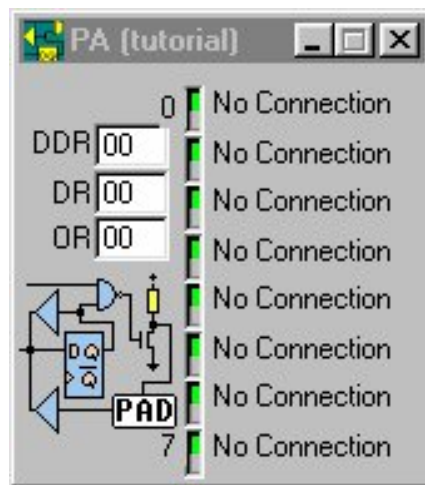 PA (tutorial)
0 No Connection
DDR 00 No Connection
DR 00 No Connection
OR 00 No Connection
No Connection
D Q No Connection
Q No Connection
PAD
7 No Connection